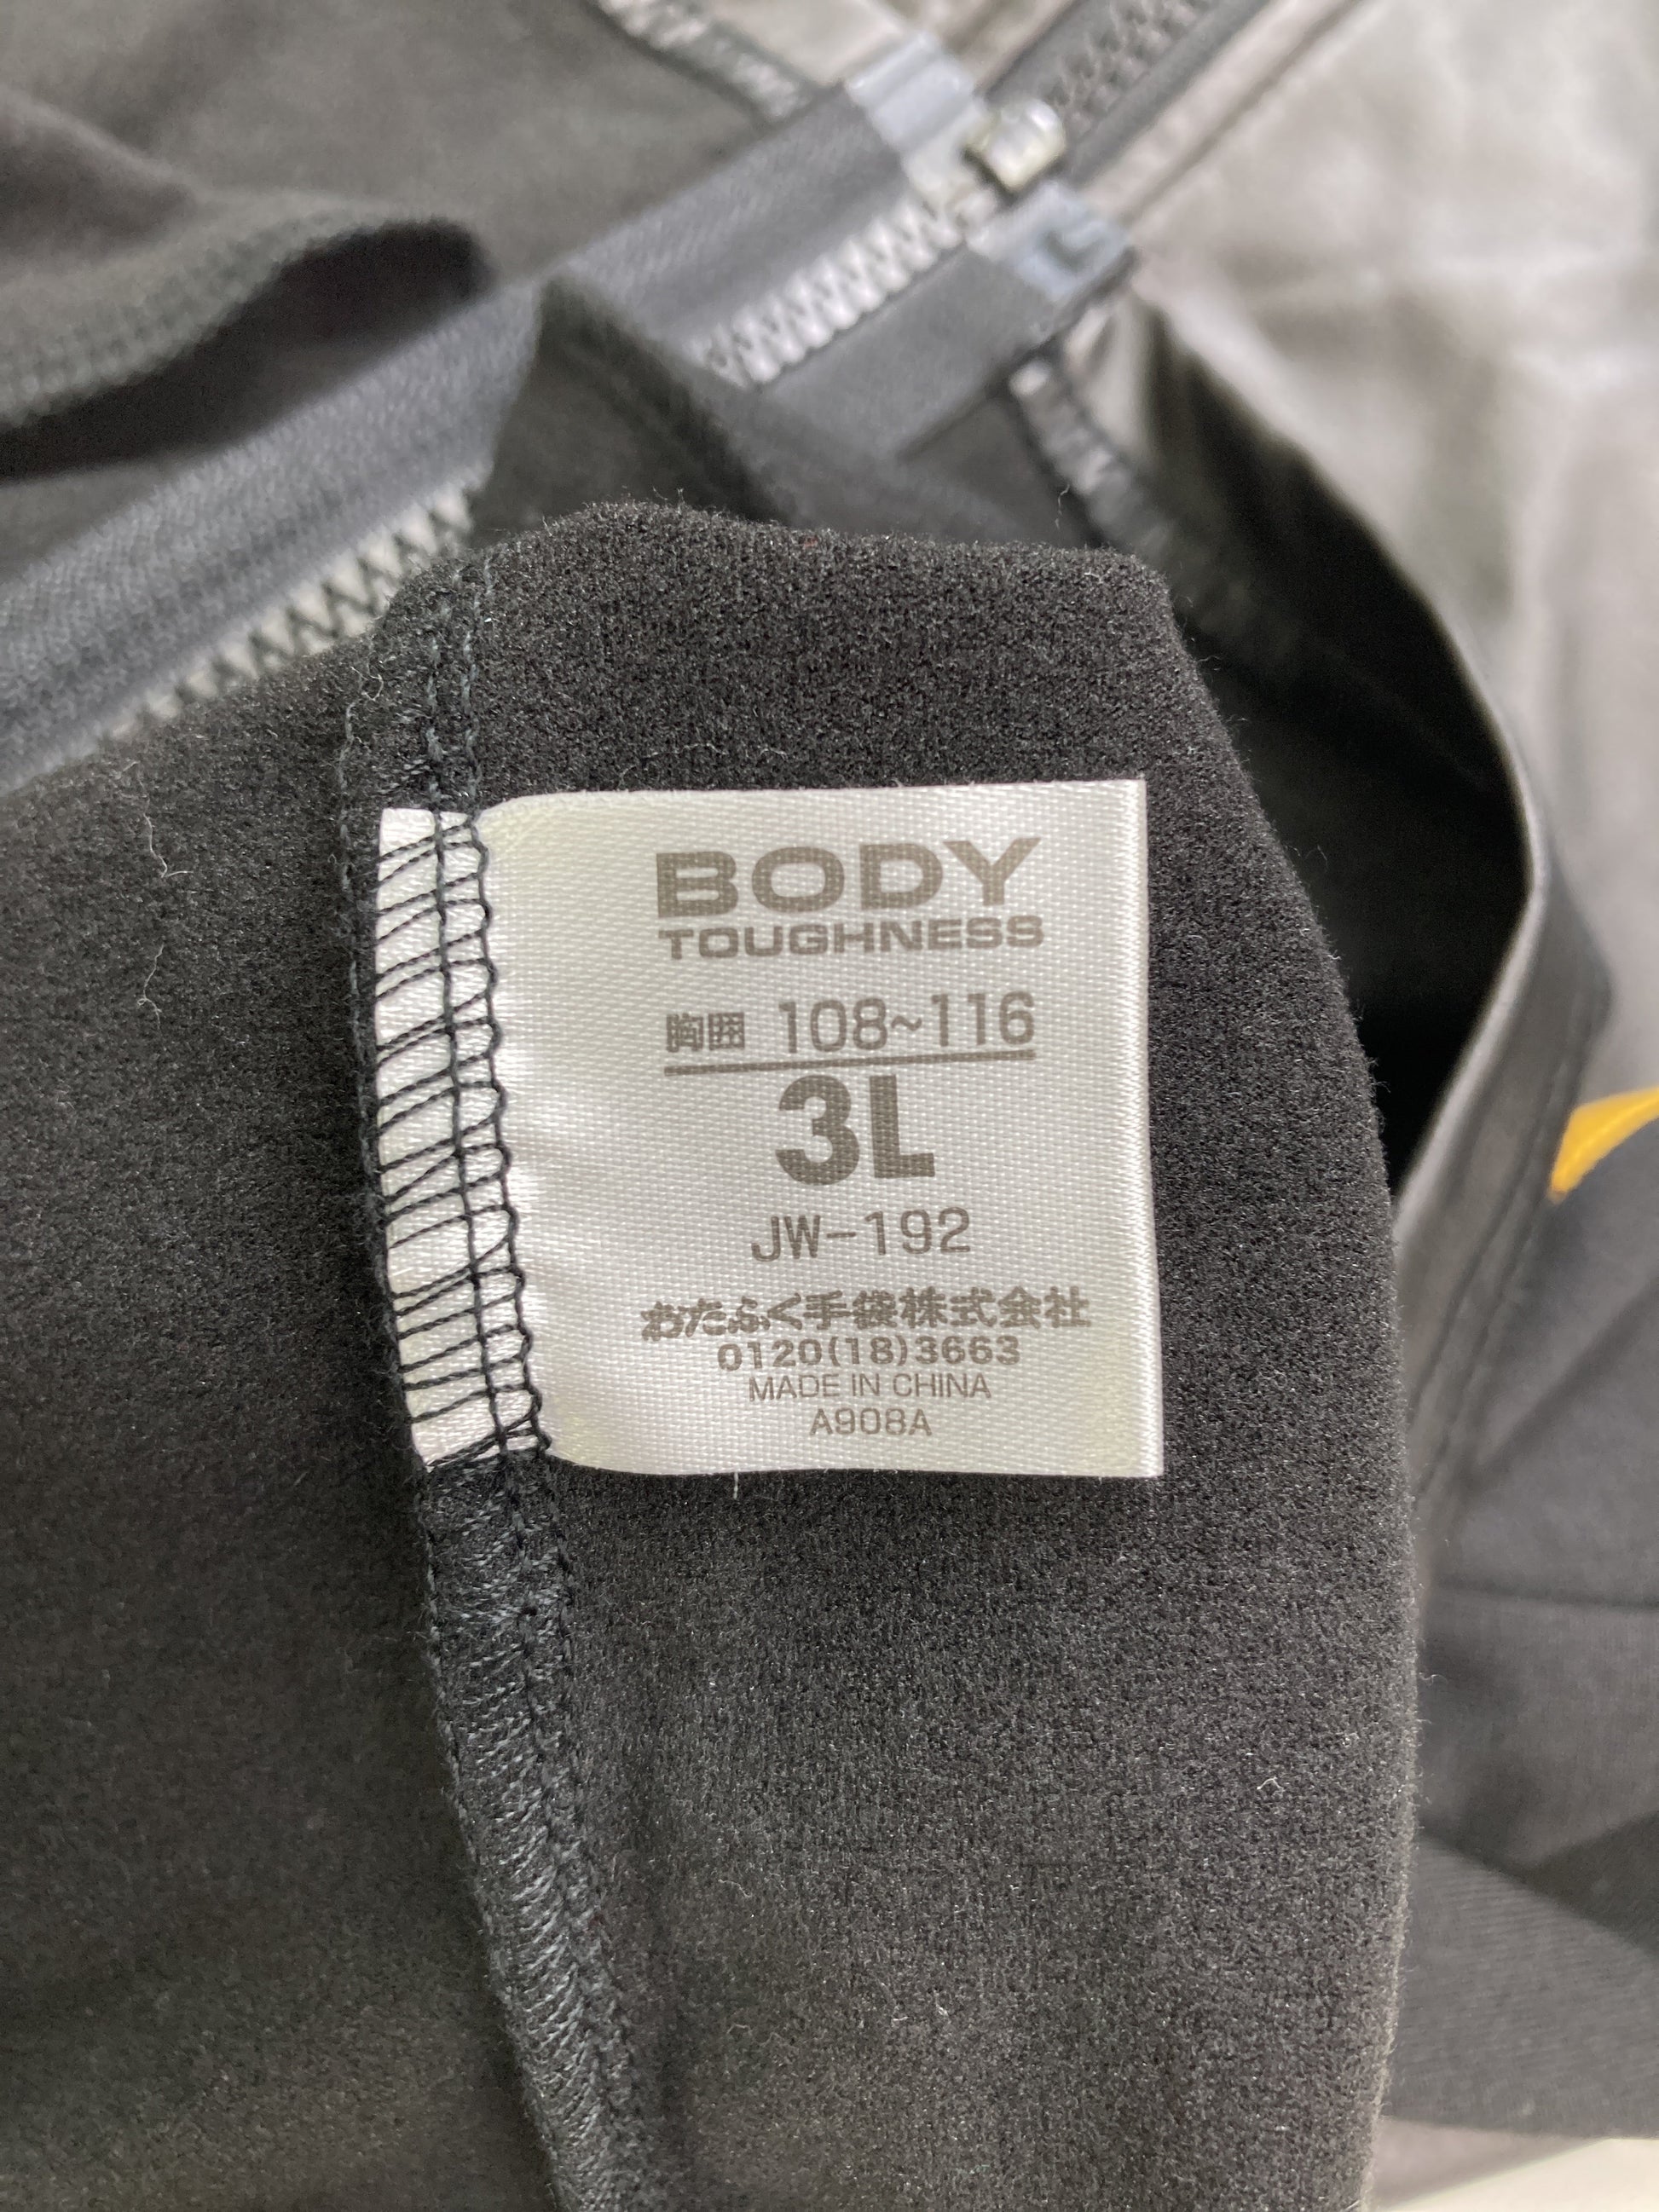 BODY
TOUGHNESS
胸囲 108~116
3L
JW-192
おたふく手袋株式会社
0120(18)3663
MADE IN CHINA
A908A